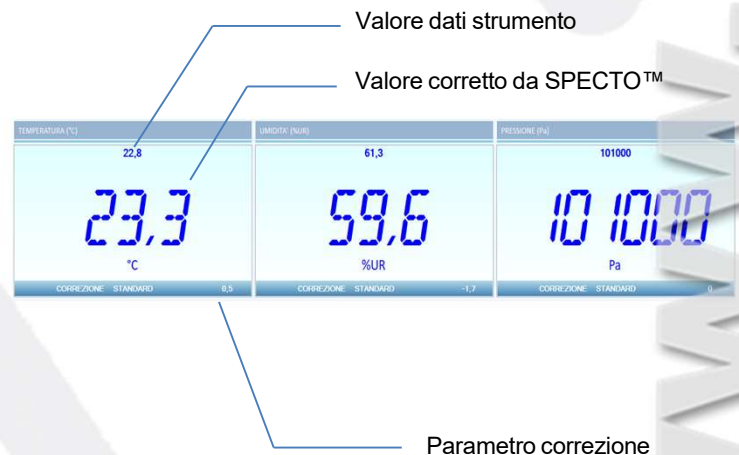 Valore dati strumento
Valore corretto da SPECTO™
TEMPERATURA (°C)
UMIDITA' (%UR)
PRESSIONE (Pa)
22,8
61,3
101000
23,3
59,6
101000
°C
%UR
Pa
CORREZIONE STANDARD 0,5
CORREZIONE STANDARD -1,7
CORREZIONE STANDARD 0
Parametro correzione